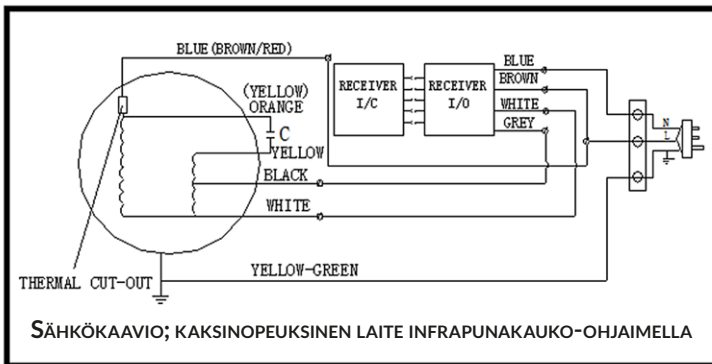 BLUE(BROWN/RED)
BLUE
RECEIVER
I/C
RECEIVER
I/O
BROWN
(YELLOW)
ORANGE
WHITE
C
GREY
N
L
YELLOW
BLACK
WHITE
YELLOW-GREEN
THERMAL CUT-OUT
SÄHKÖKAAVIO; KAKSINOPEUKSINEN LAITE INFRAPUNAKAUKO-OHJAIMELLA